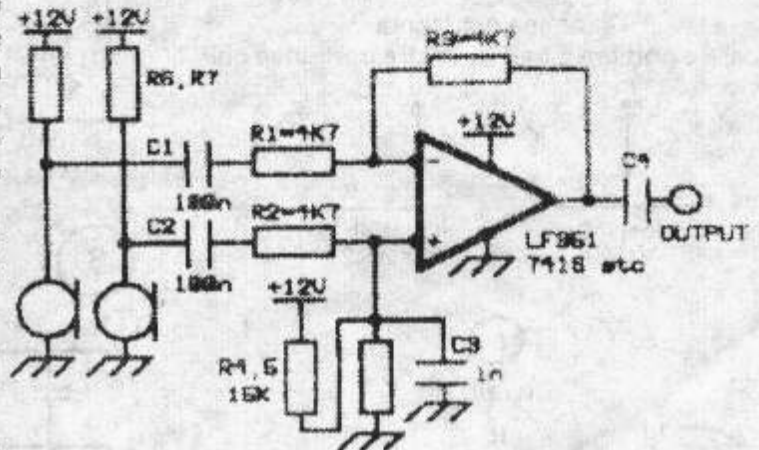 +12V +12V
R3=4K7
R6,R7
+12V
C1
R1=4K7
C4
100n
-
C2
R2=4K7
+
LF351
OUTPUT
100n
+12V
741S etc
C3
R4,5
1n
15K